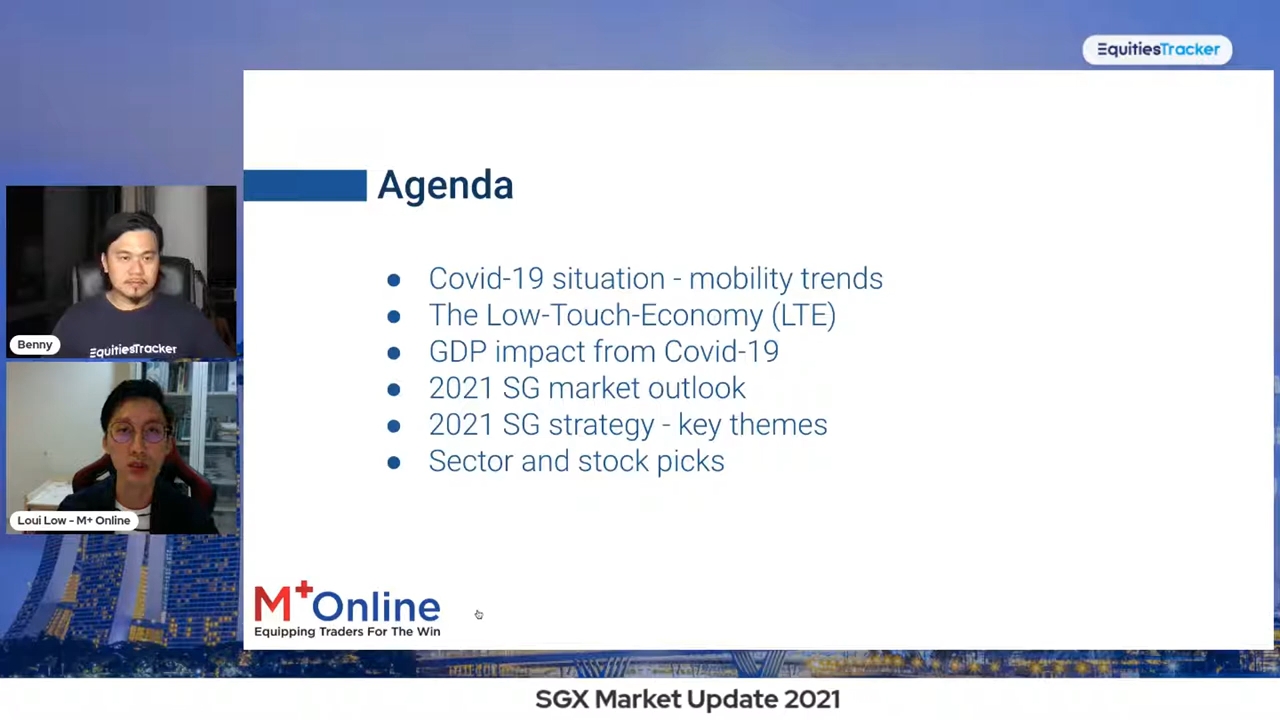 EquitiesTracker
Agenda
Covid-19 situation - mobility trends
The Low-Touch-Economy (LTE)
GDP impact from Covid-19
2021 SG market outlook
2021 SG strategy - key themes
Sector and stock picks
Benny
EquitiesTracker
Loui Low - M+ Online
M+Online
Equipping Traders For The Win
SGX Market Update 2021